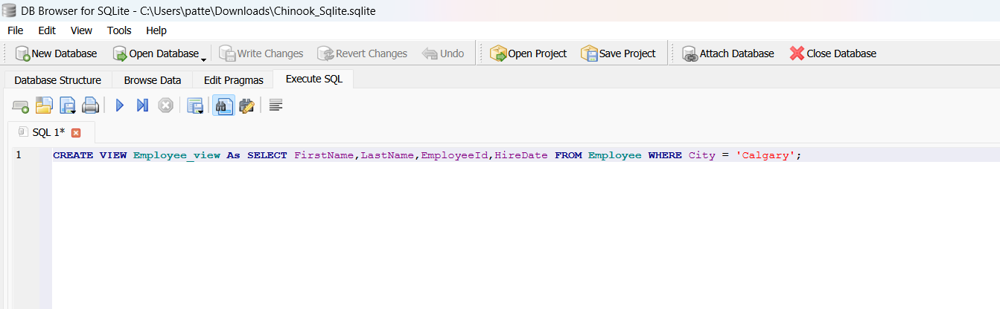 DB Browser for SQLite - C:\Users\patte\Downloads\Chinook_Sqlite.sqlite
File Edit View Tools Help
New Database Open Database Write Changes Revert Changes Undo Open Project Save Project Attach Database Close Database
Database Structure Browse Data Edit Pragmas Execute SQL
SQL 1*
1 CREATE VIEW Employee_view As SELECT FirstName,LastName,EmployeeId,HireDate FROM Employee WHERE City = 'Calgary';